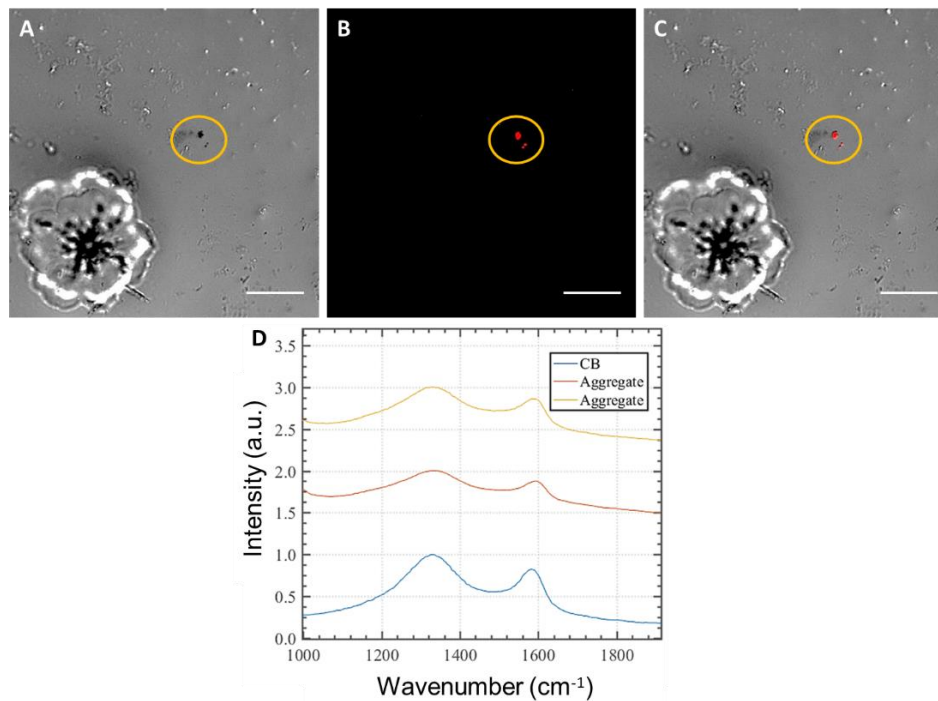 A
B
C
D
3.5
3.0
2.5
2.0
1.5
1.0
0.5
0.0
CB
Aggregate
Aggregate
Intensity (a.u.)
1000
1200
1400
1600
1800
Wavenumber (cm⁻¹)